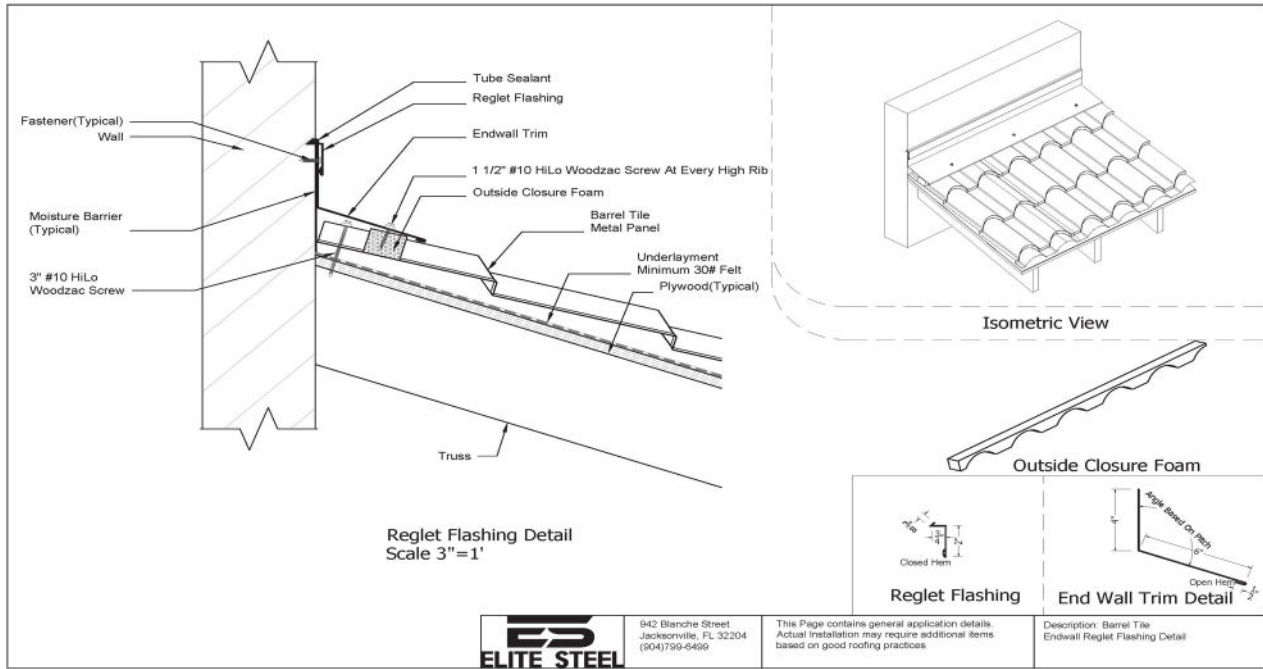 Tube Sealant
Reglet Flashing
Fastener(Typical)
Wall
Endwall Trim
1 1/2" #10 HiLo Woodzac Screw At Every High Rib
Outside Closure Foam
Moisture Barrier
(Typical)
Barrel Tile
Metal Panel
3" #10 HiLo
Woodzac Screw
Underlayment
Minimum 30# Felt
Plywood(Typical)
Truss
Reglet Flashing Detail
Scale 3"=1'
Isometric View
Outside Closure Foam
3/4"
2"
Closed Hem
Reglet Flashing
Angle Based On Pitch
6"
Open Hem
1/2"
End Wall Trim Detail
ES
ELITE STEEL
942 Blanche Street
Jacksonville, FL 32204
(904)799-6499
This Page contains general application details.
Actual Installation may require additional items
based on good roofing practices
Description: Barrel Tile
Endwall Reglet Flashing Detail